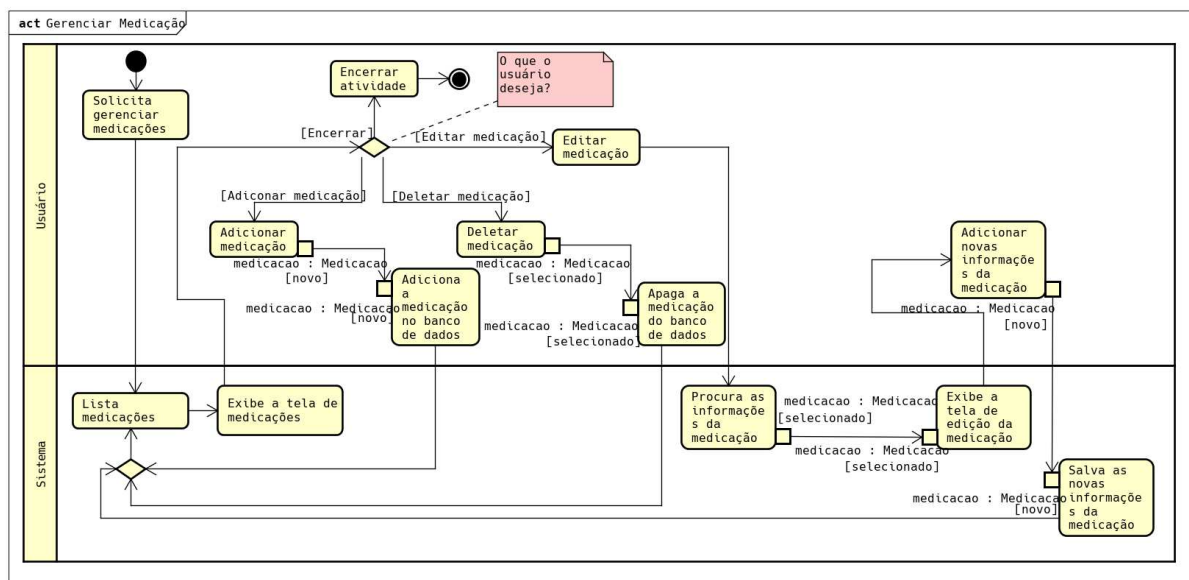 act Gerenciar Medicação
Usuário
Solicita
gerenciar
medicações
Encerrar
atividade
O que o
usuário
deseja?
[Encerrar]
[Editar medicação]
Editar
medicação
[Adiconar medicação]
[Deletar medicação]
Adicionar
medicação
medicacao : Medicacao
[novo]
medicacao : Medicacao
[novo]
Adiciona
a
medicação
no banco
de dados
Deletar
medicação
medicacao : Medicacao
[selecionado]
medicacao : Medicacao
[selecionado]
Apaga a
medicação
do banco
de dados
Adicionar
novas
informaçõe
s da
medicação
medicacao : Medicacao
[novo]
Sistema
Lista
medicações
Exibe a tela de
medicações
Procura as
informaçõe
s da
medicação
medicacao : Medicacao
[selecionado]
medicacao : Medicacao
[selecionado]
Exibe a
tela de
edição da
medicação
medicacao : Medicacao
[novo]
Salva as
novas
informaçõe
s da
medicação